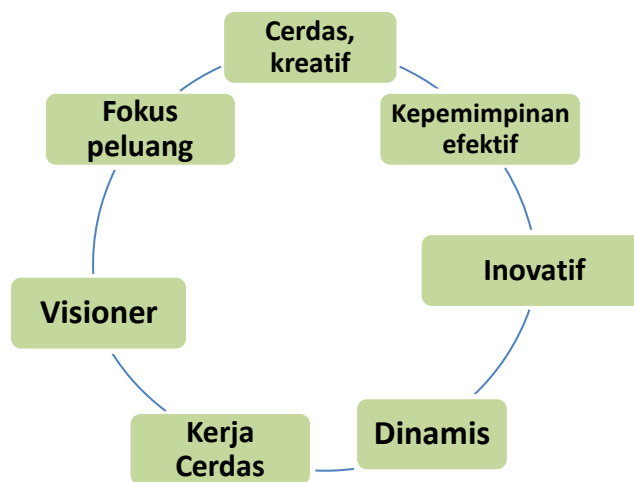 Cerdas,
kreatif
Kepemimpinan
efektif
Inovatif
Dinamis
Kerja
Cerdas
Visioner
Fokus
peluang